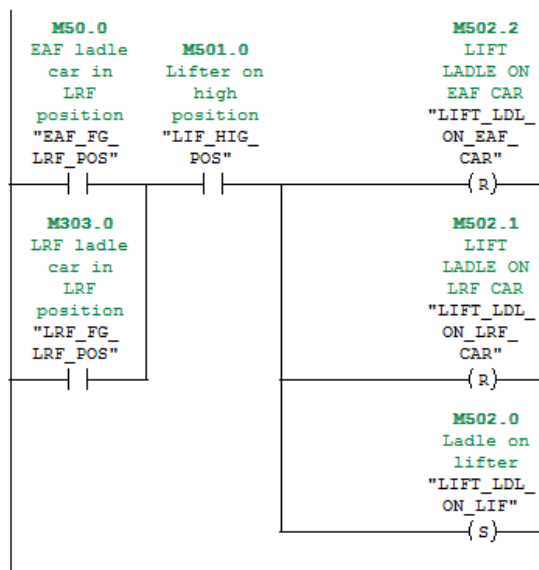 M50.0
EAF ladle
car in
LRF
position
"EAF_FG_
LRF_POS"
M501.0
Lifter on
high
position
"LIF_HIG_
POS"
M502.2
LIFT
LADLE ON
EAF CAR
"LIFT_LDL_
ON_EAF_
CAR"
R
M303.0
LRF ladle
car in
LRF
position
"LRF_FG_
LRF_POS"
M502.1
LIFT
LADLE ON
LRF CAR
"LIFT_LDL_
ON_LRF_
CAR"
R
M502.0
Ladle on
lifter
"LIFT_LDL_
ON_LIF"
S